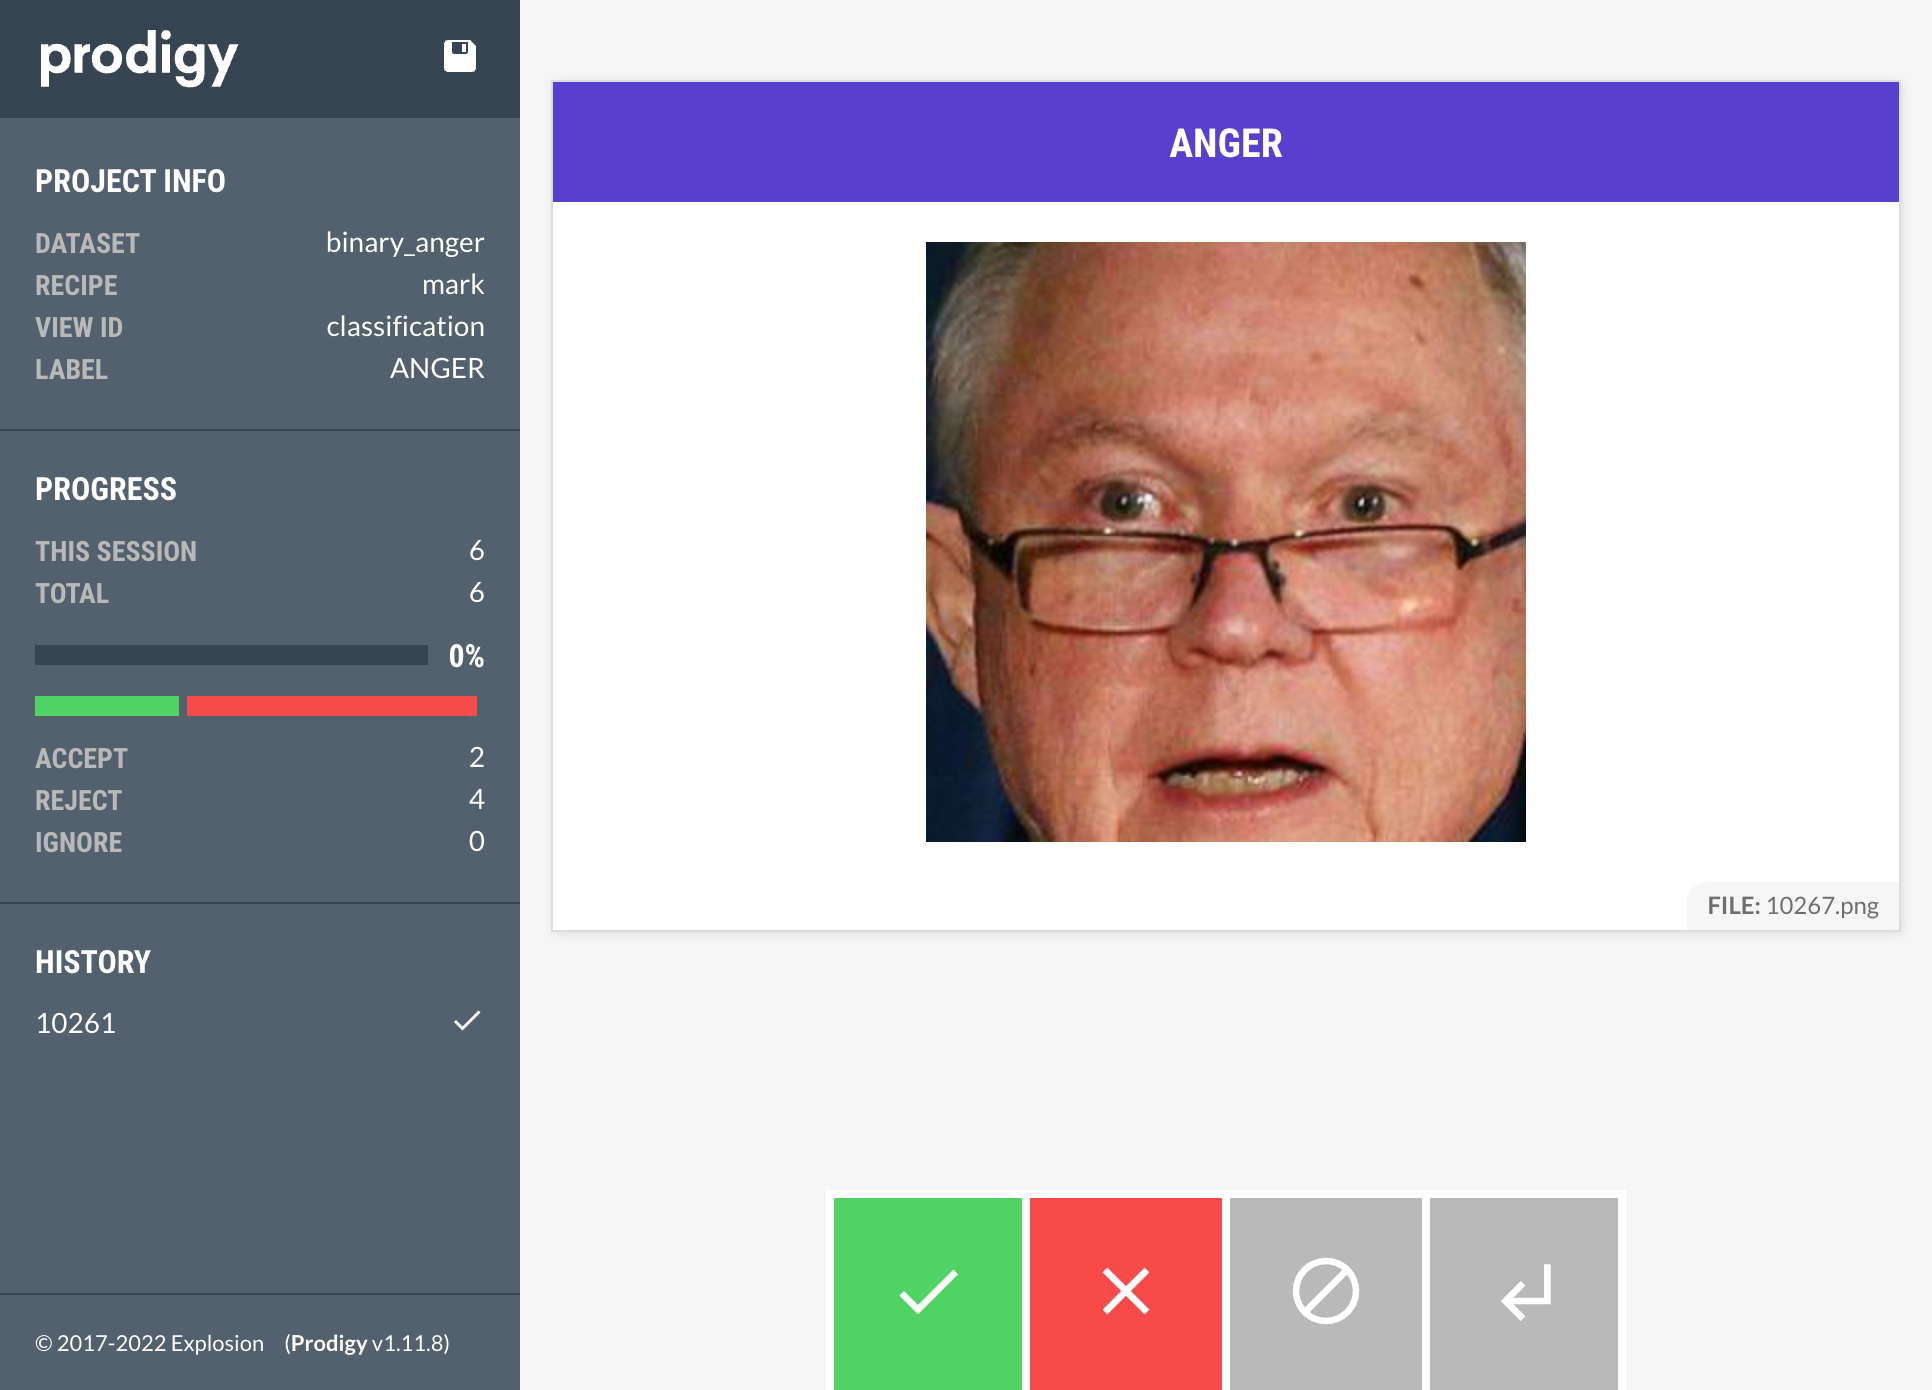 prodigy
PROJECT INFO
DATASET binary_anger
RECIPE mark
VIEW ID classification
LABEL ANGER
PROGRESS
THIS SESSION 6
TOTAL 6
0%
ACCEPT 2
REJECT 4
IGNORE 0
HISTORY
10261
© 2017-2022 Explosion (Prodigy v1.11.8)
ANGER
FILE: 10267.png